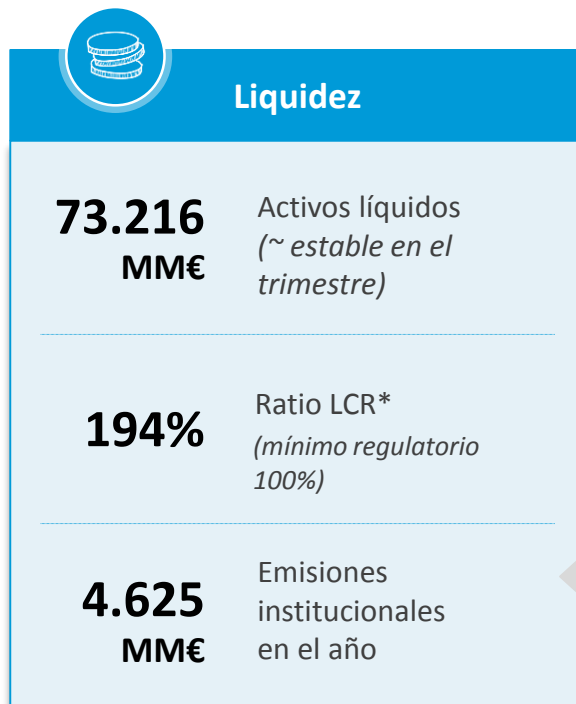 Liquidez
73.216
MM€
Activos líquidos
(~ estable en el
trimestre)
194%
Ratio LCR*
(mínimo regulatorio
100%)
4.625
MM€
Emisiones
institucionales
en el año